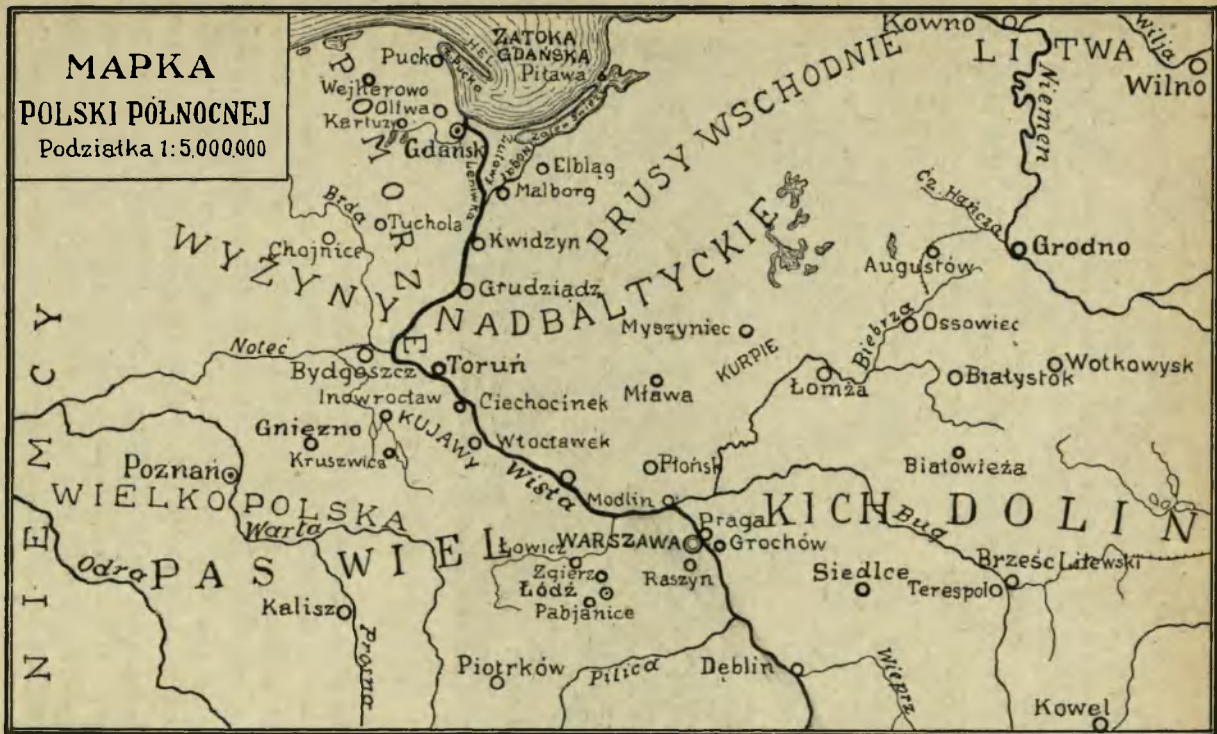 MAPKA
POLSKI PÓŁNOCNEJ
Podziałka 1:5,000,000
ZATOKA
GDAŃSKA
HEL
Puck
Piława
Wejherowo
Oliwa
Kartuzy
Gdańsk
POMORZE
Żuławy
Nogat
Leniwka
Elbląg
Malborg
PRUSY WSCHODNIE
Kowno
LITWA
Wilja
Wilno
Niemen
Brda
Tuchola
Chojnice
Kwidzyn
Cz. Hańcza
Grodno
Augustów
WYŻYNY NADBAŁTYCKIE
Grudziądz
Myszyniec
Biebrza
Ossowiec
KURPIE
Noteć
Bydgoszcz
Toruń
Łomża
Białystok
Wołkowysk
Inowrocław
Ciechocinek
Mława
NIEMCY
Gniezno
KUJAWY
Kruszwica
Włocławek
Płońsk
Białowieża
Poznań
WIELKOPOLSKA
Wisła
Modlin
Warta
Praga
Bug
PAS WIELKICH DOLIN
Łowicz
WARSZAWA
Grochów
Odra
Zgierz
Łódź
Pabjanice
Raszyn
Siedlce
Brześć Litewski
Terespol
Kalisz
Prosna
Piotrków
Pilica
Dęblin
Wieprz
Kowel